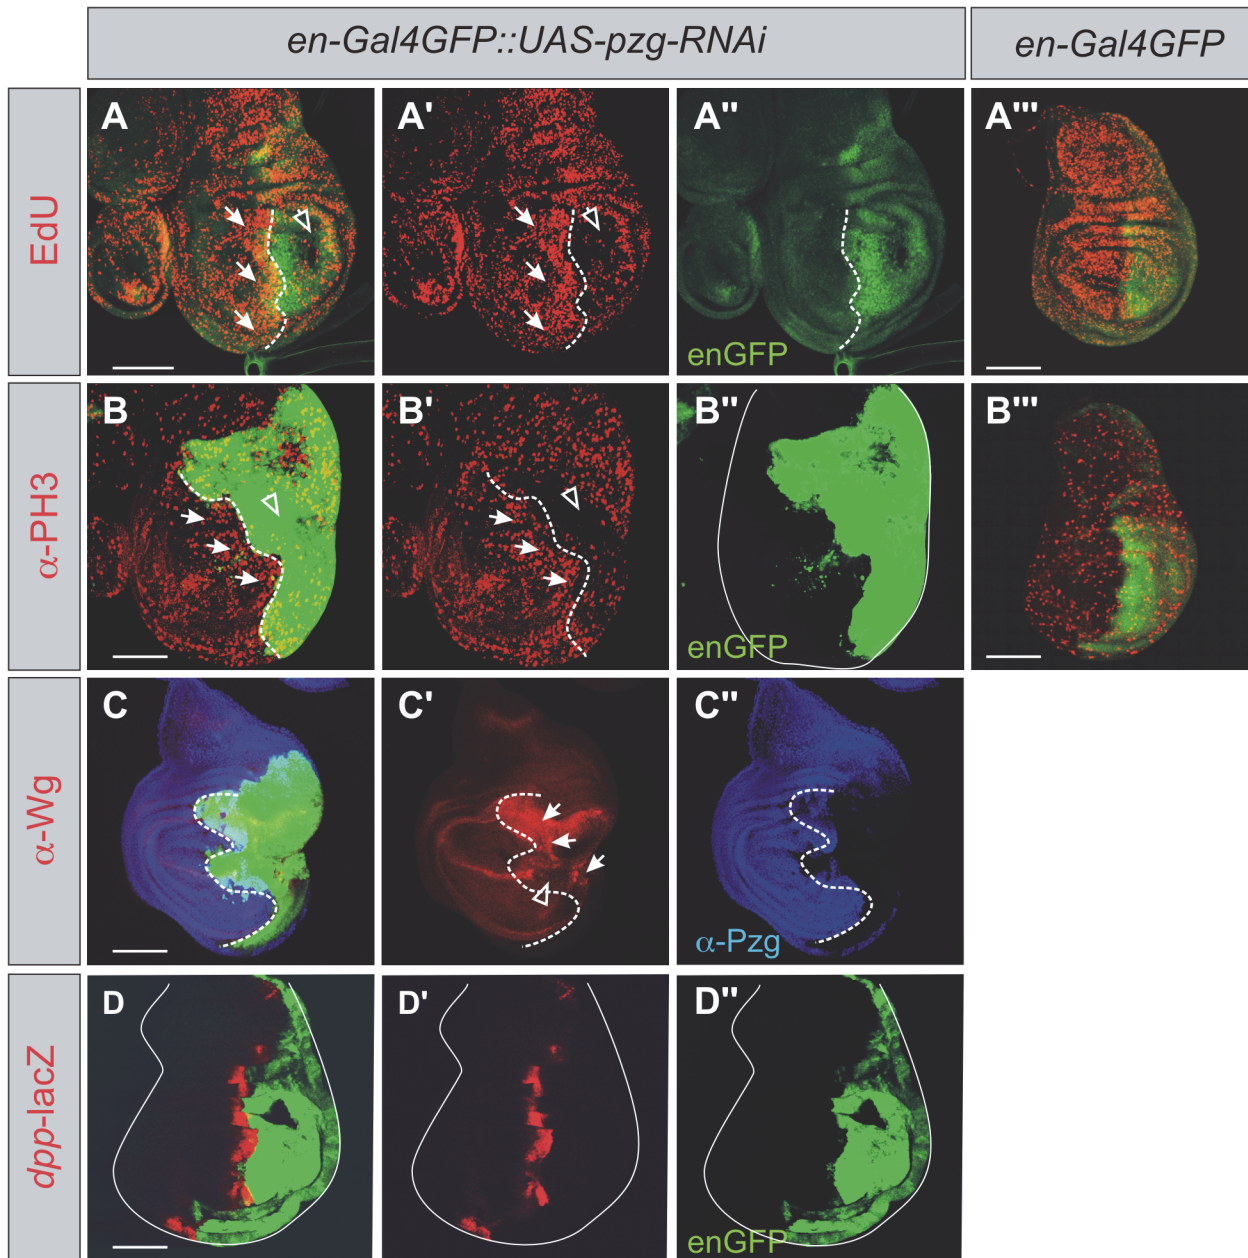 en-Gal4GFP::UAS-pzg-RNAi
en-Gal4GFP
EdU
A
A'
A''
enGFP
A'''
α-PH3
B
B'
B''
enGFP
B'''
α-Wg
C
C'
C''
α-Pzg
dpp-lacZ
D
D'
D''
enGFP